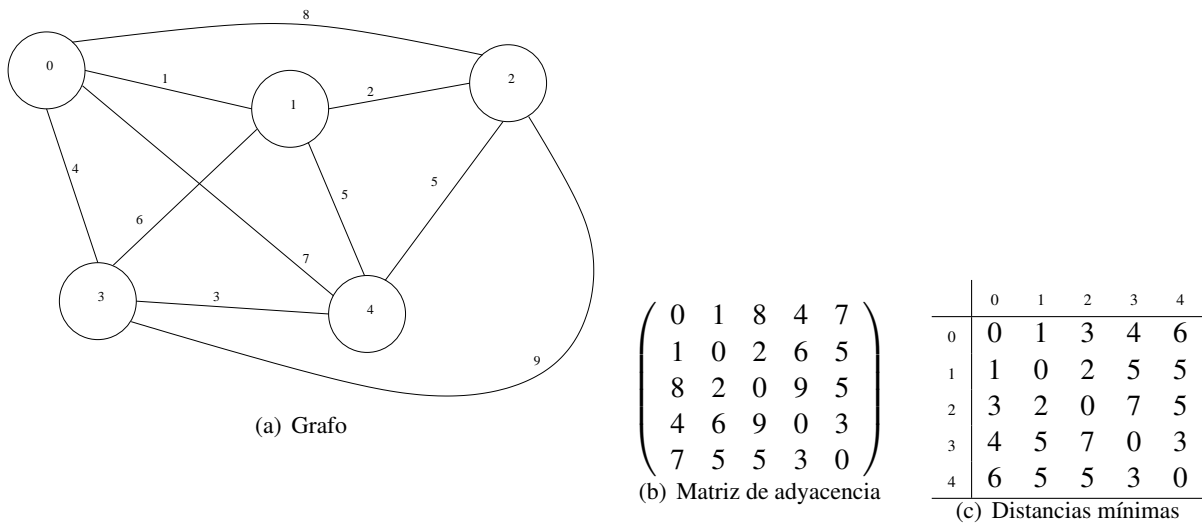 8
0
1
1
2
2
4
5
5
6
7
3
3
4
9
(a) Grafo
0 1 8 4 7
1 0 2 6 5
8 2 0 9 5
4 6 9 0 3
7 5 5 3 0
(b) Matriz de adyacencia
0 1 2 3 4
0 0 1 3 4 6
1 1 0 2 5 5
2 3 2 0 7 5
3 4 5 7 0 3
4 6 5 5 3 0
(c) Distancias mínimas